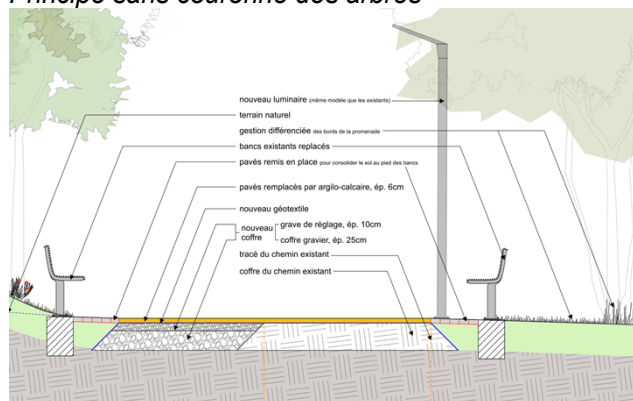 Principe sans couronne des arbres
nouveau luminaire (même modèle que les existants)
terrain naturel
gestion différenciée des bords de la promenade
bancs existants replacés
pavés remis en place pour consolider le sol au pied des bancs
pavés remplacés par argilo-calcaire, ép. 6cm
nouveau géotextile
nouveau coffre
grave de réglage, ép. 10cm
coffre gravier, ép. 25cm
tracé du chemin existant
coffre du chemin existant